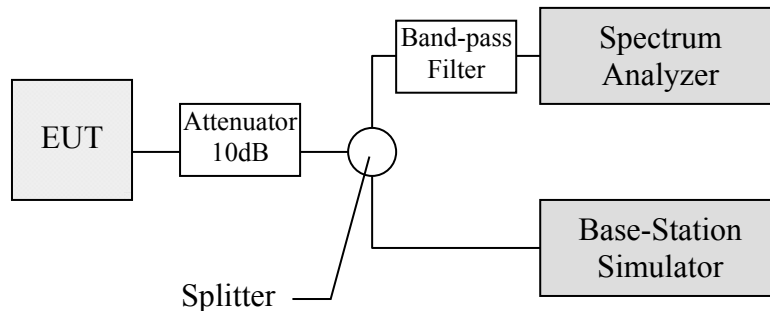 Band-pass
Filter
Spectrum
Analyzer
EUT
Attenuator
10dB
Base-Station
Simulator
Splitter